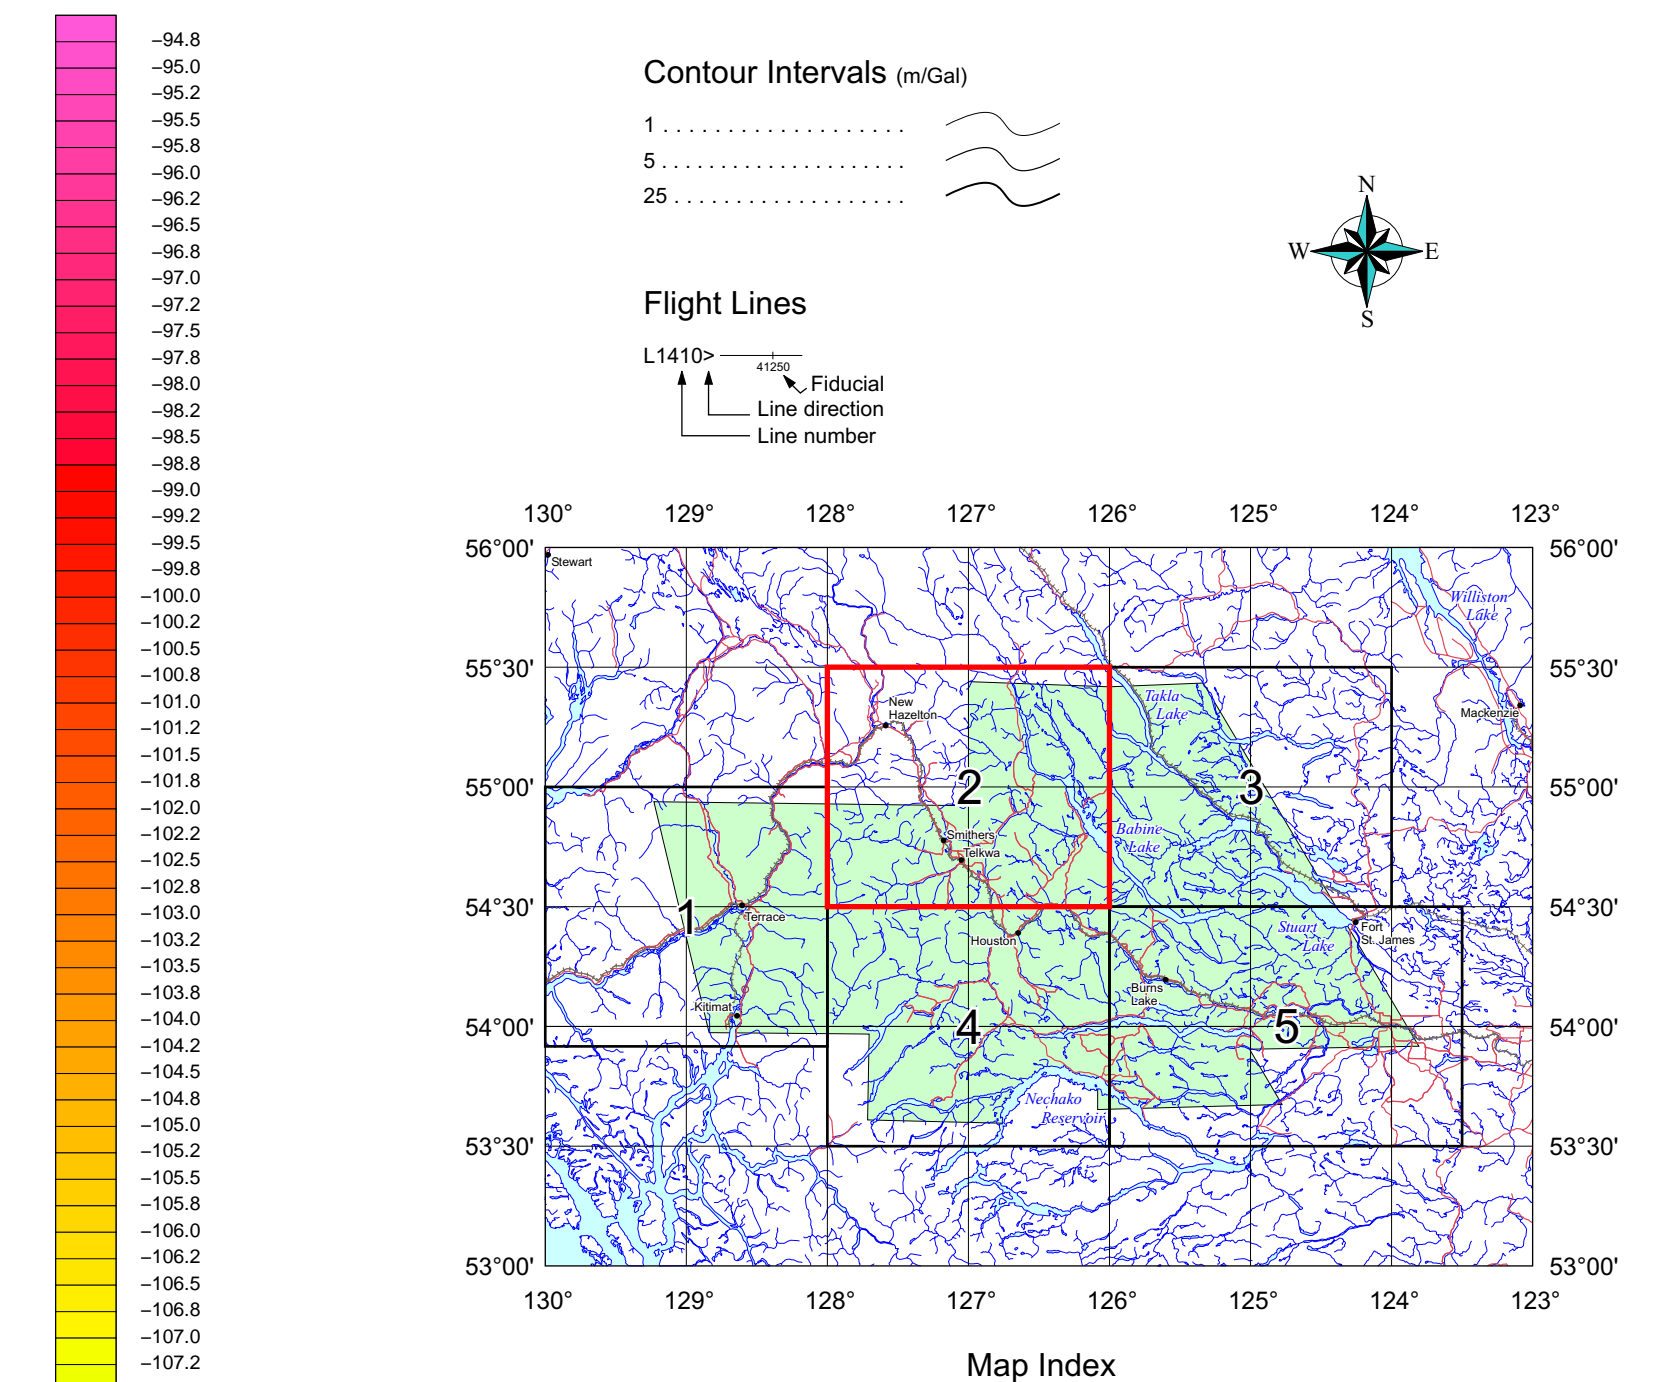 −94.8
−95.0
−95.2
−95.5
−95.8
−96.0
−96.2
−96.5
−96.8
−97.0
−97.2
−97.5
−97.8
−98.0
−98.2
−98.5
−98.8
−99.0
−99.2
−99.5
−99.8
−100.0
−100.2
−100.5
−100.8
−101.0
−101.2
−101.5
−101.8
−102.0
−102.2
−102.5
−102.8
−103.0
−103.2
−103.5
−103.8
−104.0
−104.2
−104.5
−104.8
−105.0
−105.2
−105.5
−105.8
−106.0
−106.2
−106.5
−106.8
−107.0
−107.2
Contour Intervals (m/Gal)
1 . . . . . . . . . . . . . . . . . . .
5 . . . . . . . . . . . . . . . . . . . .
25 . . . . . . . . . . . . . . . . . . .
N
W E
S
Flight Lines
L1410>
41250
Fiducial
Line direction
Line number
130° 129° 128° 127° 126° 125° 124° 123°
56°00' 56°00'
Stewart
Williston
Lake
55°30' 55°30'
New
Hazelton
Takla
Lake
Mackenzie
55°00' 2 3 55°00'
Smithers
Telkwa
Babine
Lake
54°30' 54°30'
1
Terrace
Houston
Stuart
Lake
Fort
St. James
Burns
Lake
Kitimat
54°00' 4 5 54°00'
Nechako
Reservoir
53°30' 53°30'
53°00' 53°00'
130° 129° 128° 127° 126° 125° 124° 123°
Map Index